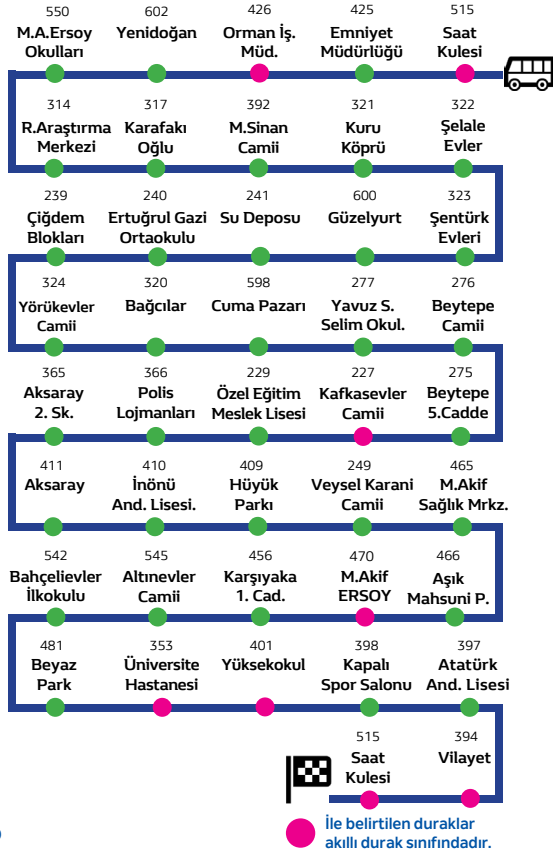 550 602 426 425 515
M.A.Ersoy Yenidoğan Orman İş. Emniyet Saat
Okulları Müd. Müdürlüğü Kulesi
314 317 392 321 322
R.Araştırma Karafakı M.Sinan Kuru Şelale
Merkezi Oğlu Camii Köprü Evler
239 240 241 600 323
Çiğdem Ertuğrul Gazi Su Deposu Güzelyurt Şentürk
Blokları Ortaokulu Evleri
324 320 598 277 276
Yörükevler Bağcılar Cuma Pazarı Yavuz S. Beytepe
Camii Selim Okul. Camii
365 366 229 227 275
Aksaray Polis Özel Eğitim Kafkasevler Beytepe
2. Sk. Lojmanları Meslek Lisesi Camii 5.Cadde
411 410 409 249 465
Aksaray İnönü Hüyük Veysel Karani M.Akif
And. Lisesi. Parkı Camii Sağlık Mrkz.
542 545 456 470 466
Bahçelievler Altınevler Karşıyaka M.Akif Aşık
İlkokulu Camii 1. Cad. ERSOY Mahsuni P.
481 353 401 398 397
Beyaz Üniversite Yüksekokul Kapalı Atatürk
Park Hastanesi Spor Salonu And. Lisesi
515 394
Saat Vilayet
Kulesi
İle belirtilen duraklar
akıllı durak sınıfındadır.